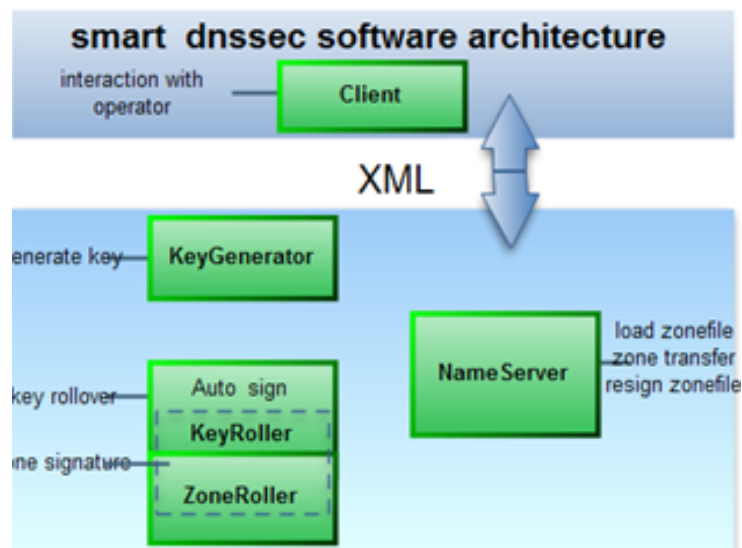 smart dnssec software architecture
interaction with
operator
Client
XML
enerate key
KeyGenerator
NameServer
load zonefile
zone transfer
resign zonefile
key rollover
Auto sign
KeyRoller
one signature
ZoneRoller